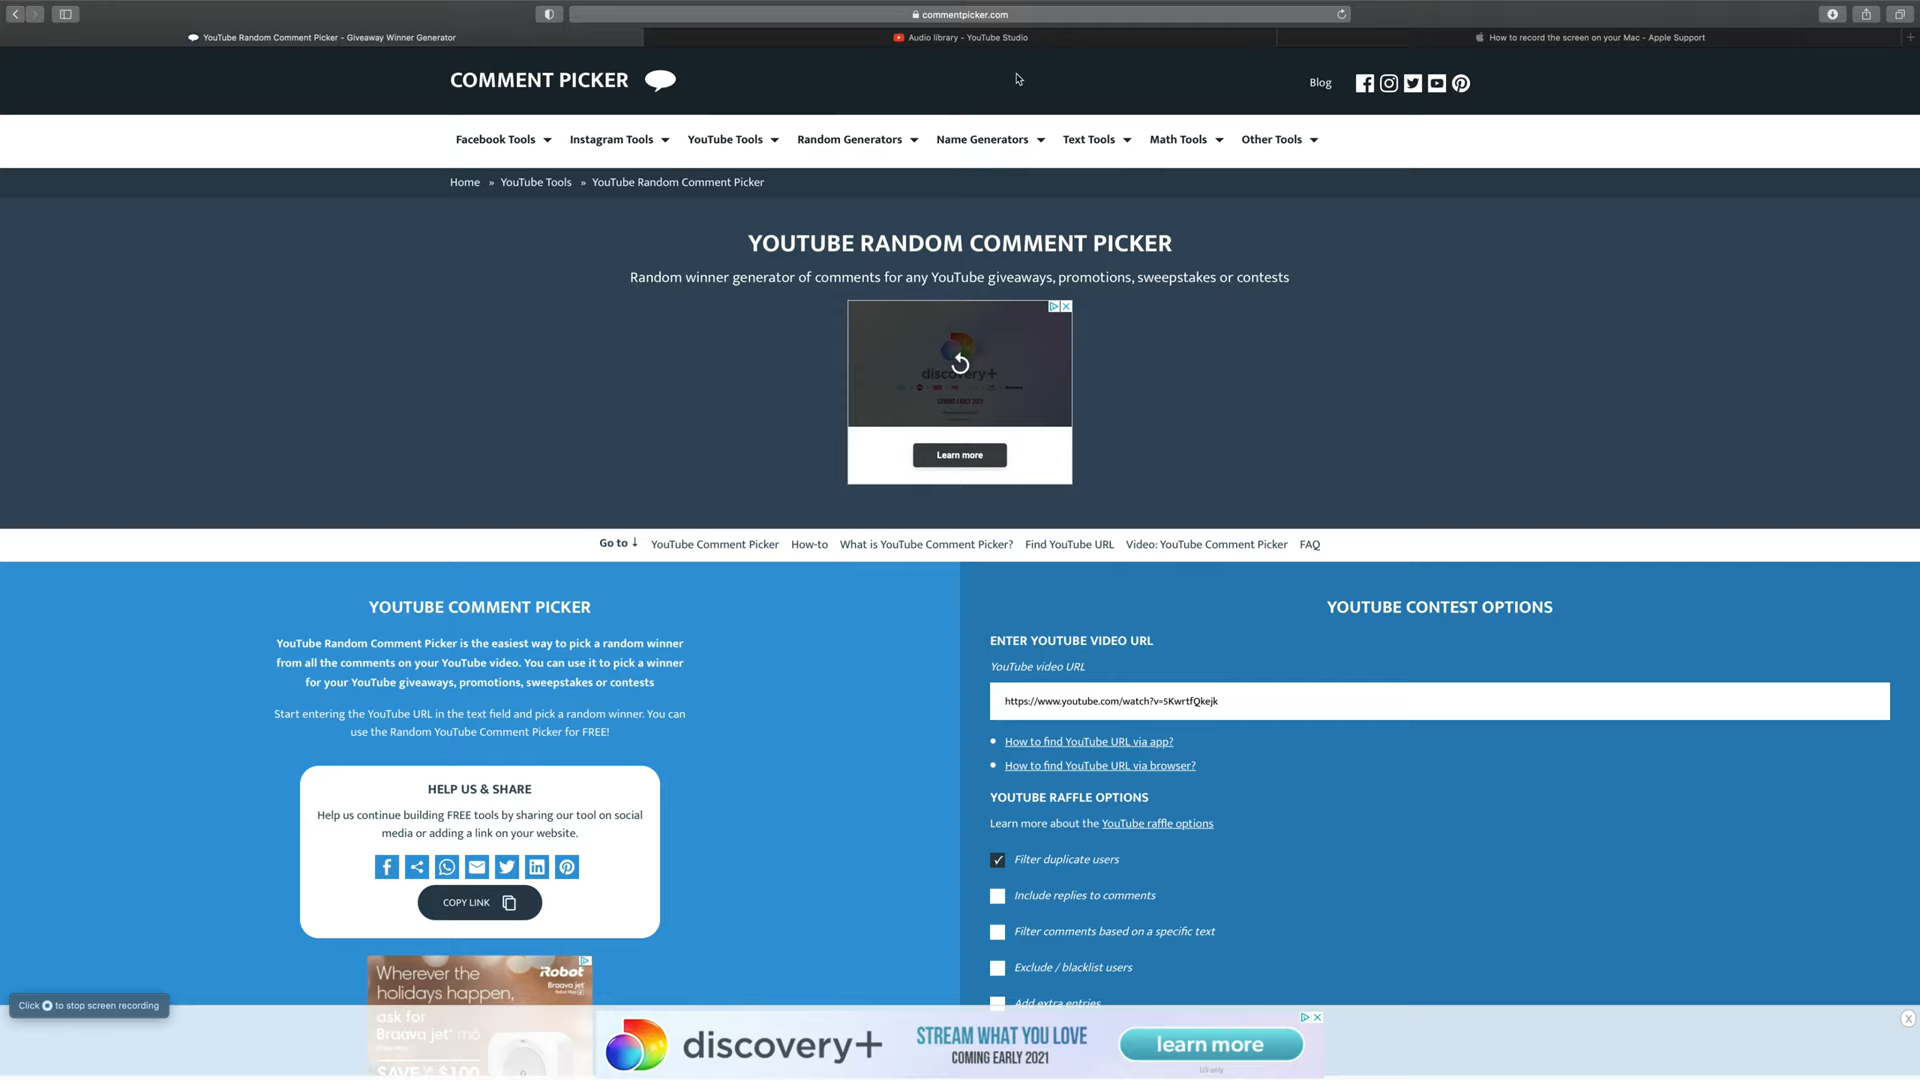 commentpicker.com
YouTube Random Comment Picker - Giveaway Winner Generator
Audio library - YouTube Studio
How to record the screen on your Mac - Apple Support
COMMENT PICKER
Blog
Facebook Tools Instagram Tools YouTube Tools Random Generators Name Generators Text Tools Math Tools Other Tools
Home » YouTube Tools » YouTube Random Comment Picker
YOUTUBE RANDOM COMMENT PICKER
Random winner generator of comments for any YouTube giveaways, promotions, sweepstakes or contests
discovery+
COMING EARLY 2021
Learn more
Go to ↓ YouTube Comment Picker How-to What is YouTube Comment Picker? Find YouTube URL Video: YouTube Comment Picker FAQ
YOUTUBE COMMENT PICKER
YouTube Random Comment Picker is the easiest way to pick a random winner
from all the comments on your YouTube video. You can use it to pick a winner
for your YouTube giveaways, promotions, sweepstakes or contests
Start entering the YouTube URL in the text field and pick a random winner. You can
use the Random YouTube Comment Picker for FREE!
HELP US & SHARE
Help us continue building FREE tools by sharing our tool on social
media or adding a link on your website.
COPY LINK
Wherever the
holidays happen,
ask for
Braava jet® m6
SAVE UP TO $100
iRobot
Braava jet
YOUTUBE CONTEST OPTIONS
ENTER YOUTUBE VIDEO URL
YouTube video URL
https://www.youtube.com/watch?v=5KwrtfQkejk
How to find YouTube URL via app?
How to find YouTube URL via browser?
YOUTUBE RAFFLE OPTIONS
Learn more about the YouTube raffle options
Filter duplicate users
Include replies to comments
Filter comments based on a specific text
Exclude / blacklist users
Add extra entries
Click to stop screen recording
discovery+
STREAM WHAT YOU LOVE
COMING EARLY 2021
learn more
US only
X